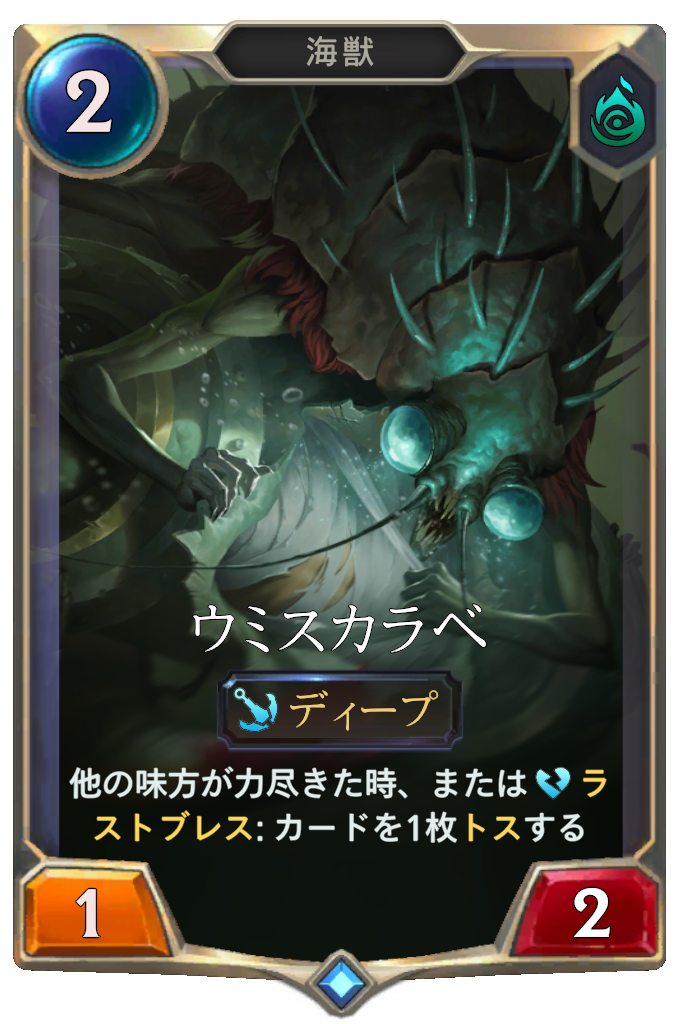 海獣
2
ウミスカラベ
ディープ
他の味方が力尽きた時、または ラ
ストブレス: カードを1枚トスする
1
2